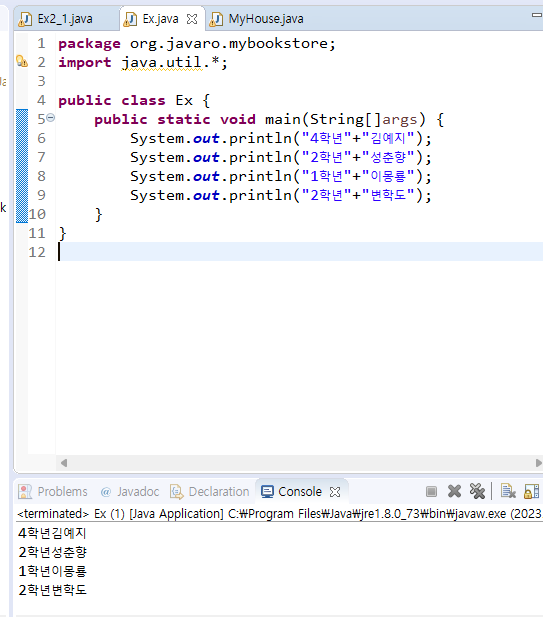 Ex2_1.java Ex.java MyHouse.java
1 package org.javaro.mybookstore;
2 import java.util.*;
3
4 public class Ex {
5 public static void main(String[]args) {
6 System.out.println("4학년"+"김예지");
7 System.out.println("2학년"+"성춘향");
8 System.out.println("1학년"+"이몽룡");
9 System.out.println("2학년"+"변학도");
10 }
11 }
12
Problems @ Javadoc Declaration Console
<terminated> Ex (1) [Java Application] C:₩Program Files₩Java₩jre1.8.0_73₩bin₩javaw.exe (2023
4학년김예지
2학년성춘향
1학년이몽룡
2학년변학도